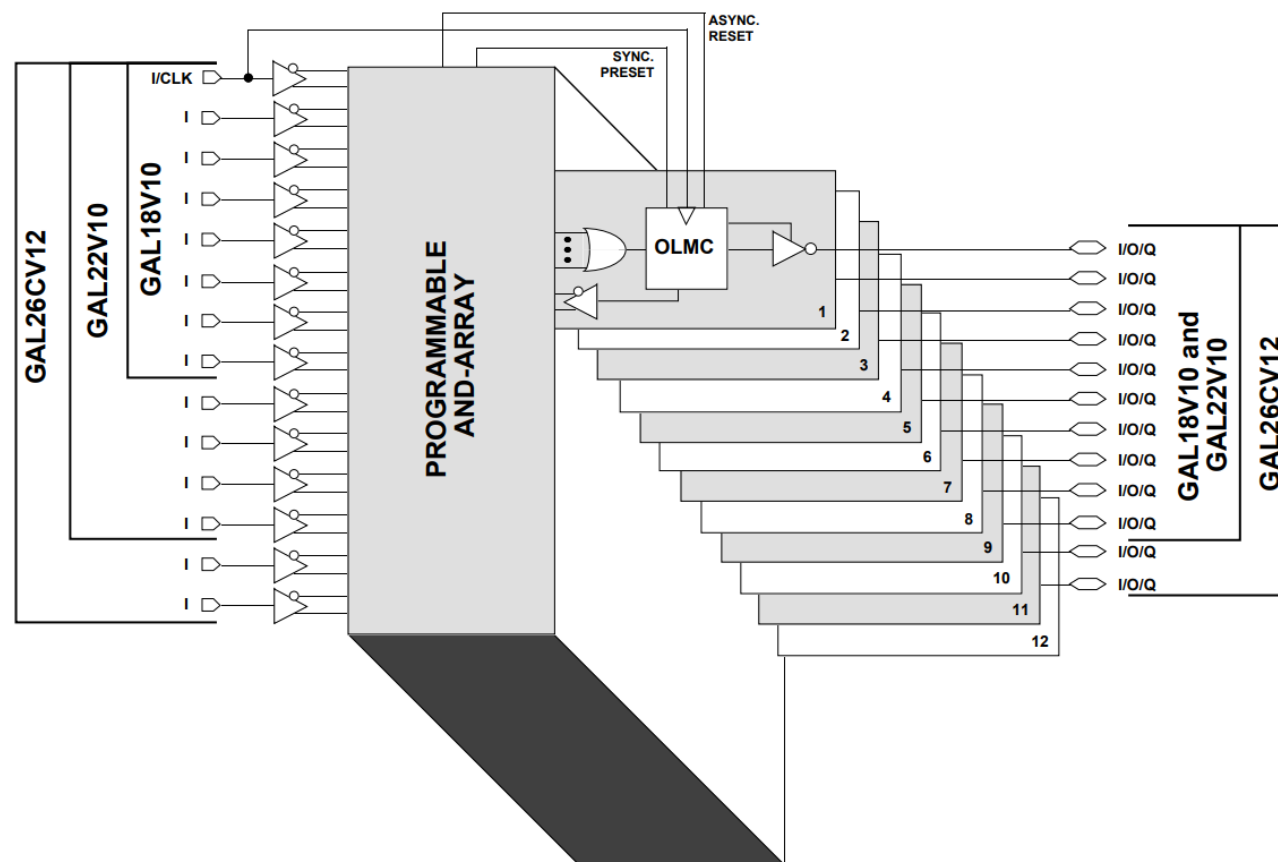 ASYNC.
RESET
SYNC.
PRESET
I/CLK
I
I
I
I
I
I
I
I
I
I
I
I
I
GAL26CV12
GAL22V10
GAL18V10
PROGRAMMABLE
AND-ARRAY
OLMC
1
2
3
4
5
6
7
8
9
10
11
12
I/O/Q
I/O/Q
I/O/Q
I/O/Q
I/O/Q
I/O/Q
I/O/Q
I/O/Q
I/O/Q
I/O/Q
I/O/Q
I/O/Q
GAL18V10 and
GAL22V10
GAL26CV12